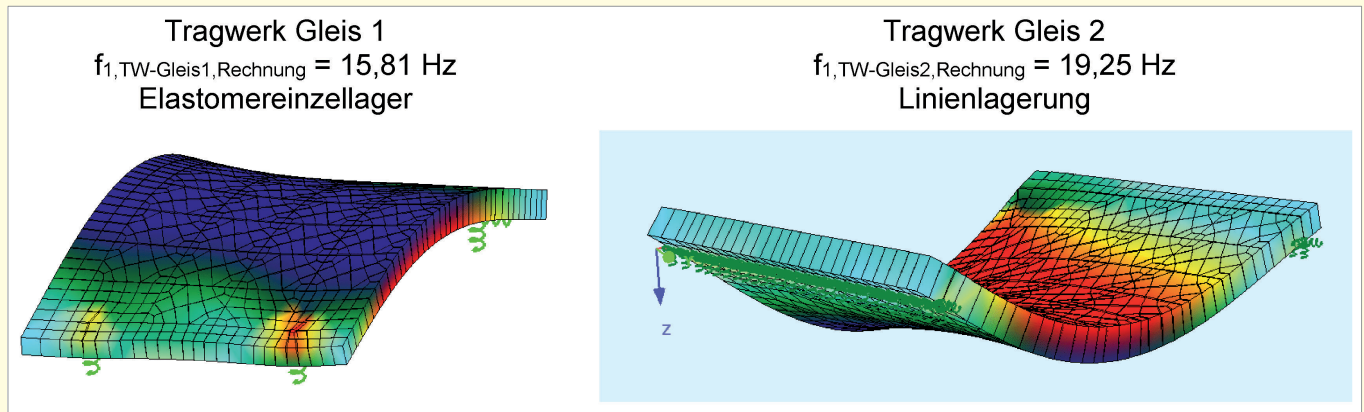 Tragwerk Gleis 1
f1,TW-Gleis1,Rechnung = 15,81 Hz
Elastomereinzellager
Tragwerk Gleis 2
f1,TW-Gleis2,Rechnung = 19,25 Hz
Linienlagerung
z